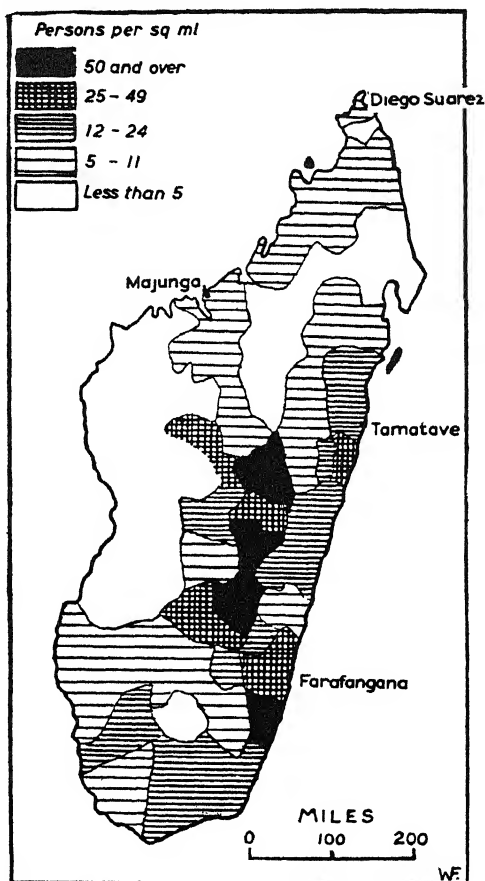 Persons per sq ml
50 and over
25 - 49
12 - 24
5 - 11
Less than 5
Diego Suarez
Majunga
Tamatave
Farafangana
MILES
0 100 200
W.F.